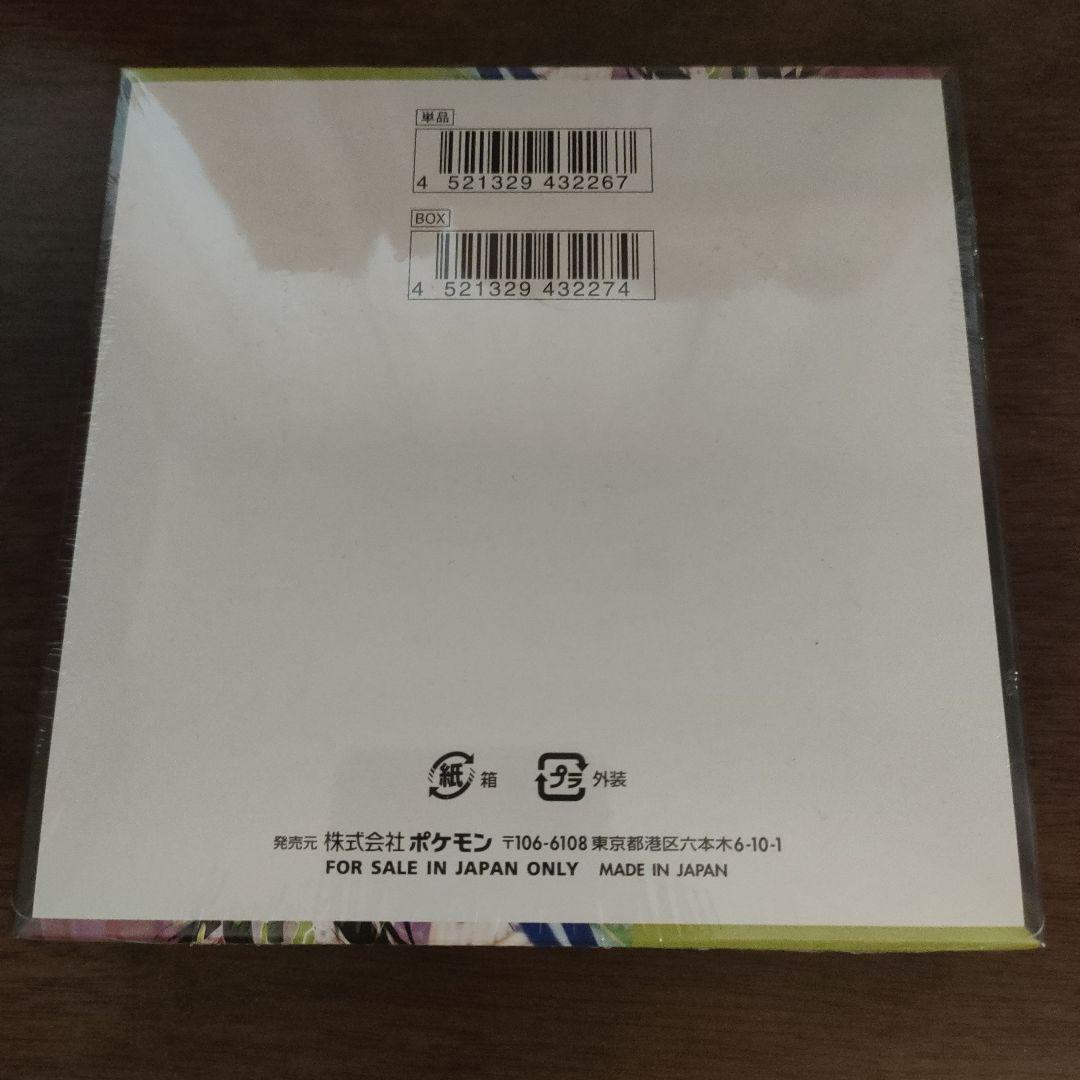 単品
4 521329 432267
BOX
4 521329 432274
紙 箱 プラ 外装
発売元 株式会社 ポケモン 〒106-6108 東京都港区六本木6-10-1
FOR SALE IN JAPAN ONLY MADE IN JAPAN